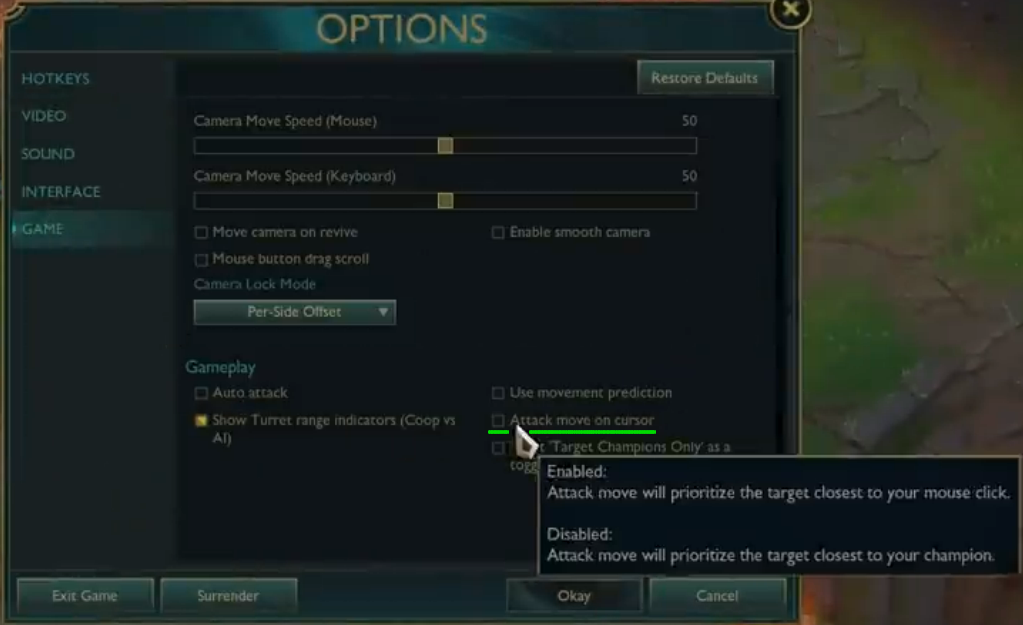 OPTIONS
HOTKEYS
VIDEO
SOUND
INTERFACE
GAME
Restore Defaults
Camera Move Speed (Mouse) 50
Camera Move Speed (Keyboard) 50
Move camera on revive
Enable smooth camera
Mouse button drag scroll
Camera Lock Mode
Per-Side Offset
Gameplay
Auto attack
Use movement prediction
Show Turret range indicators (Coop vs
AI)
Attack move on cursor
'Target Champions Only' as a
Enabled:
Attack move will prioritize the target closest to your mouse click.
Disabled:
Attack move will prioritize the target closest to your champion.
Exit Game
Surrender
Okay
Cancel